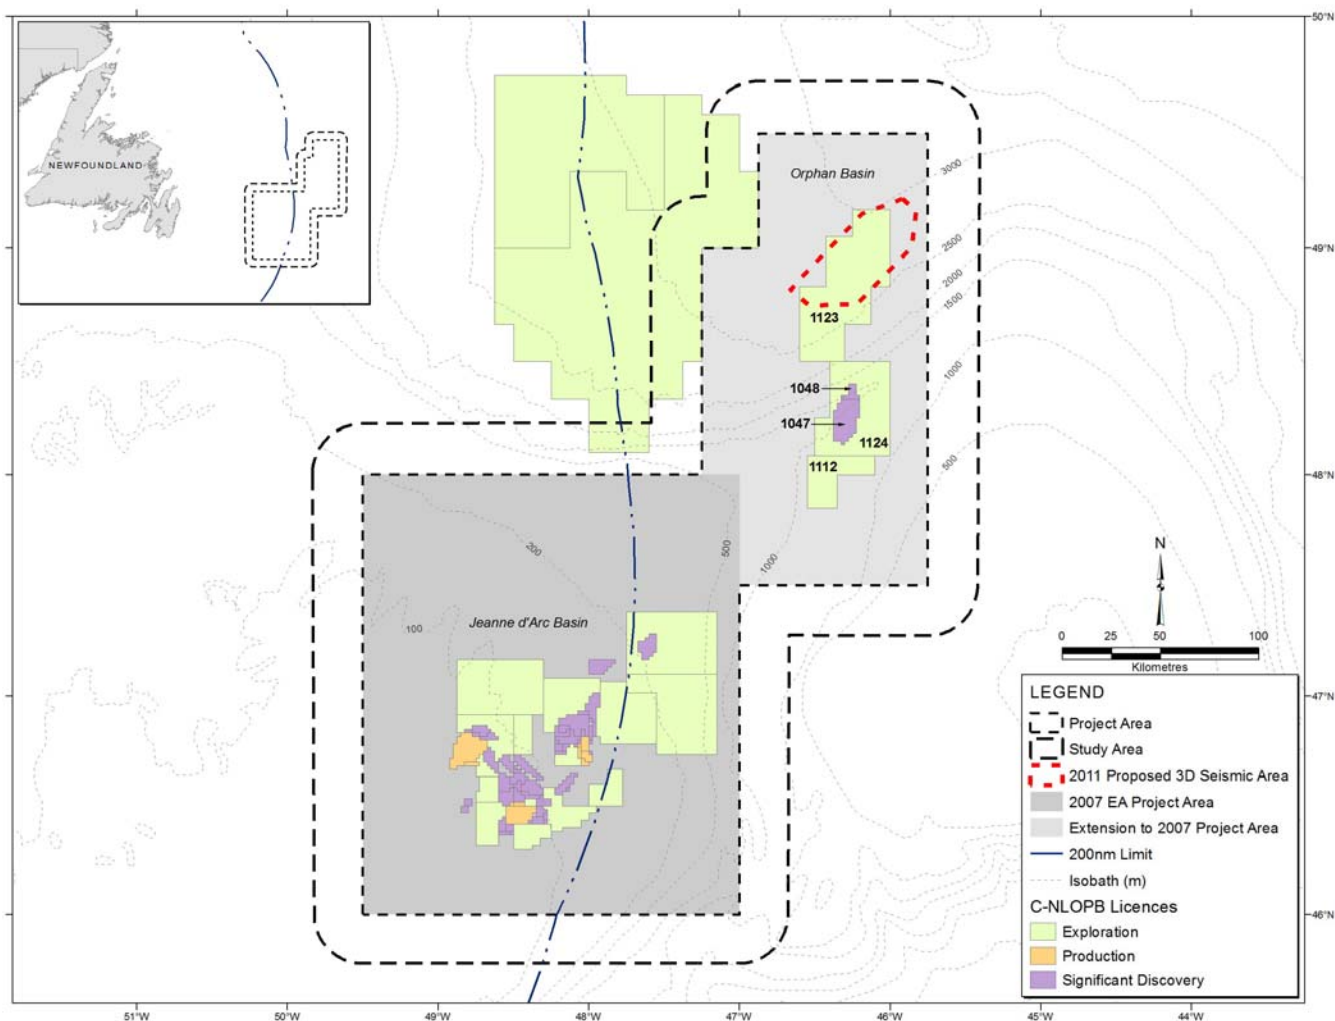 50°N
NEWFOUNDLAND
Orphan Basin
3000
2500
49°N
2000
1500
1123
1000
1048
1047
1124
500
1112
48°N
200
500
1000
N
Jeanne d'Arc Basin
100
0 25 50 100
Kilometres
47°N
LEGEND
Project Area
Study Area
2011 Proposed 3D Seismic Area
2007 EA Project Area
Extension to 2007 Project Area
200nm Limit
Isobath (m)
C-NLOPB Licences
Exploration
Production
Significant Discovery
46°N
51°W 50°W 49°W 48°W 47°W 46°W 45°W 44°W